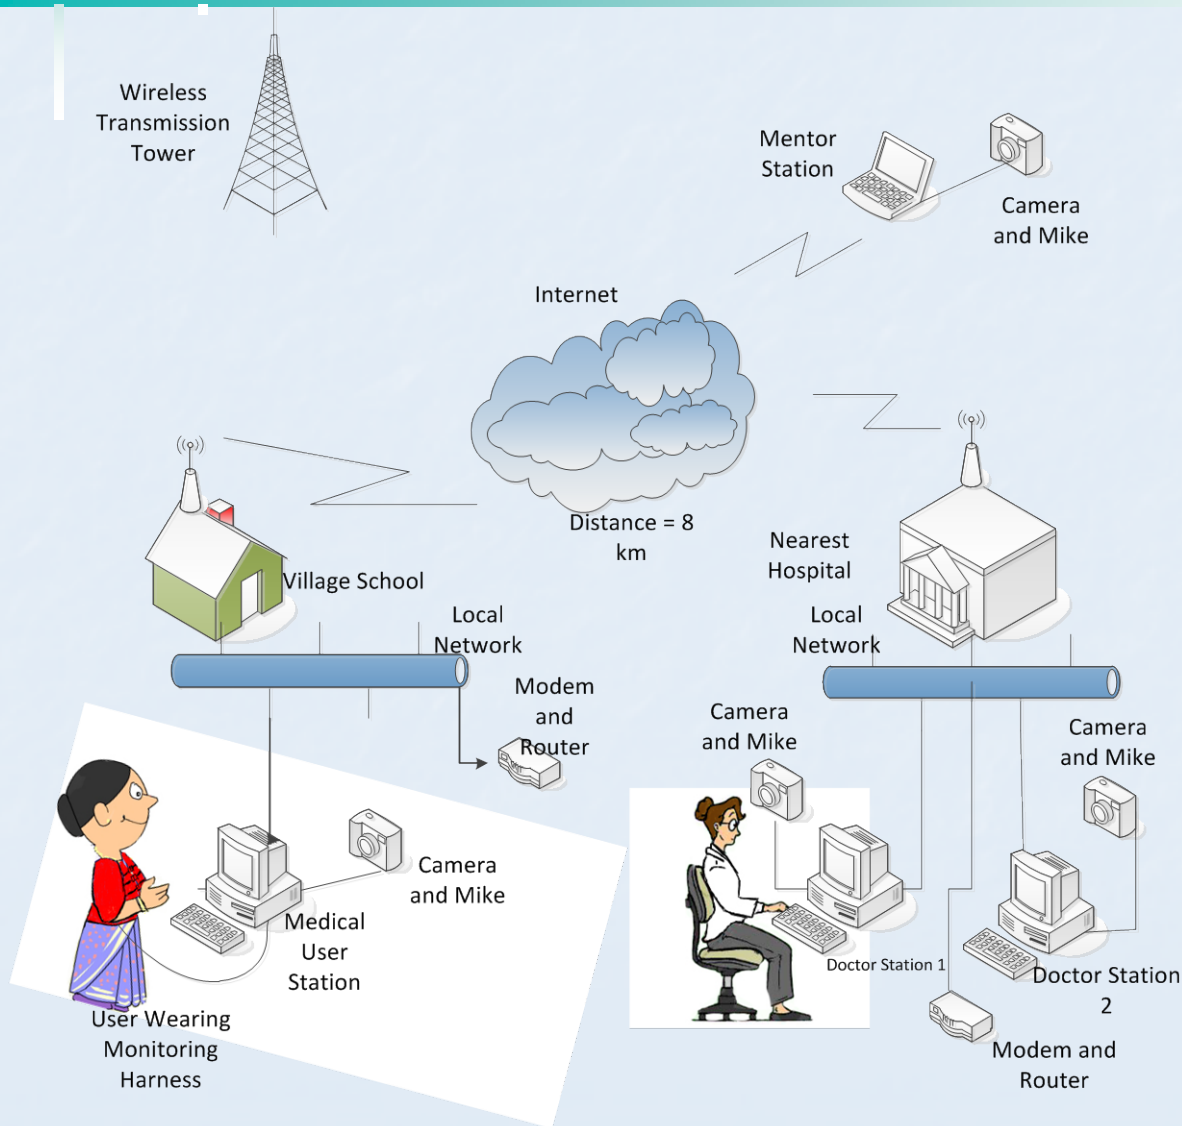 Wireless
Transmission
Tower
Mentor
Station
Camera
and Mike
Internet
Distance = 8
km
Nearest
Hospital
Village School
Local
Network
Local
Network
Modem
and
Router
Camera
and Mike
Camera
and Mike
Camera
and Mike
Medical
User
Station
Doctor Station 1
Doctor Station
2
User Wearing
Monitoring
Harness
Modem and
Router